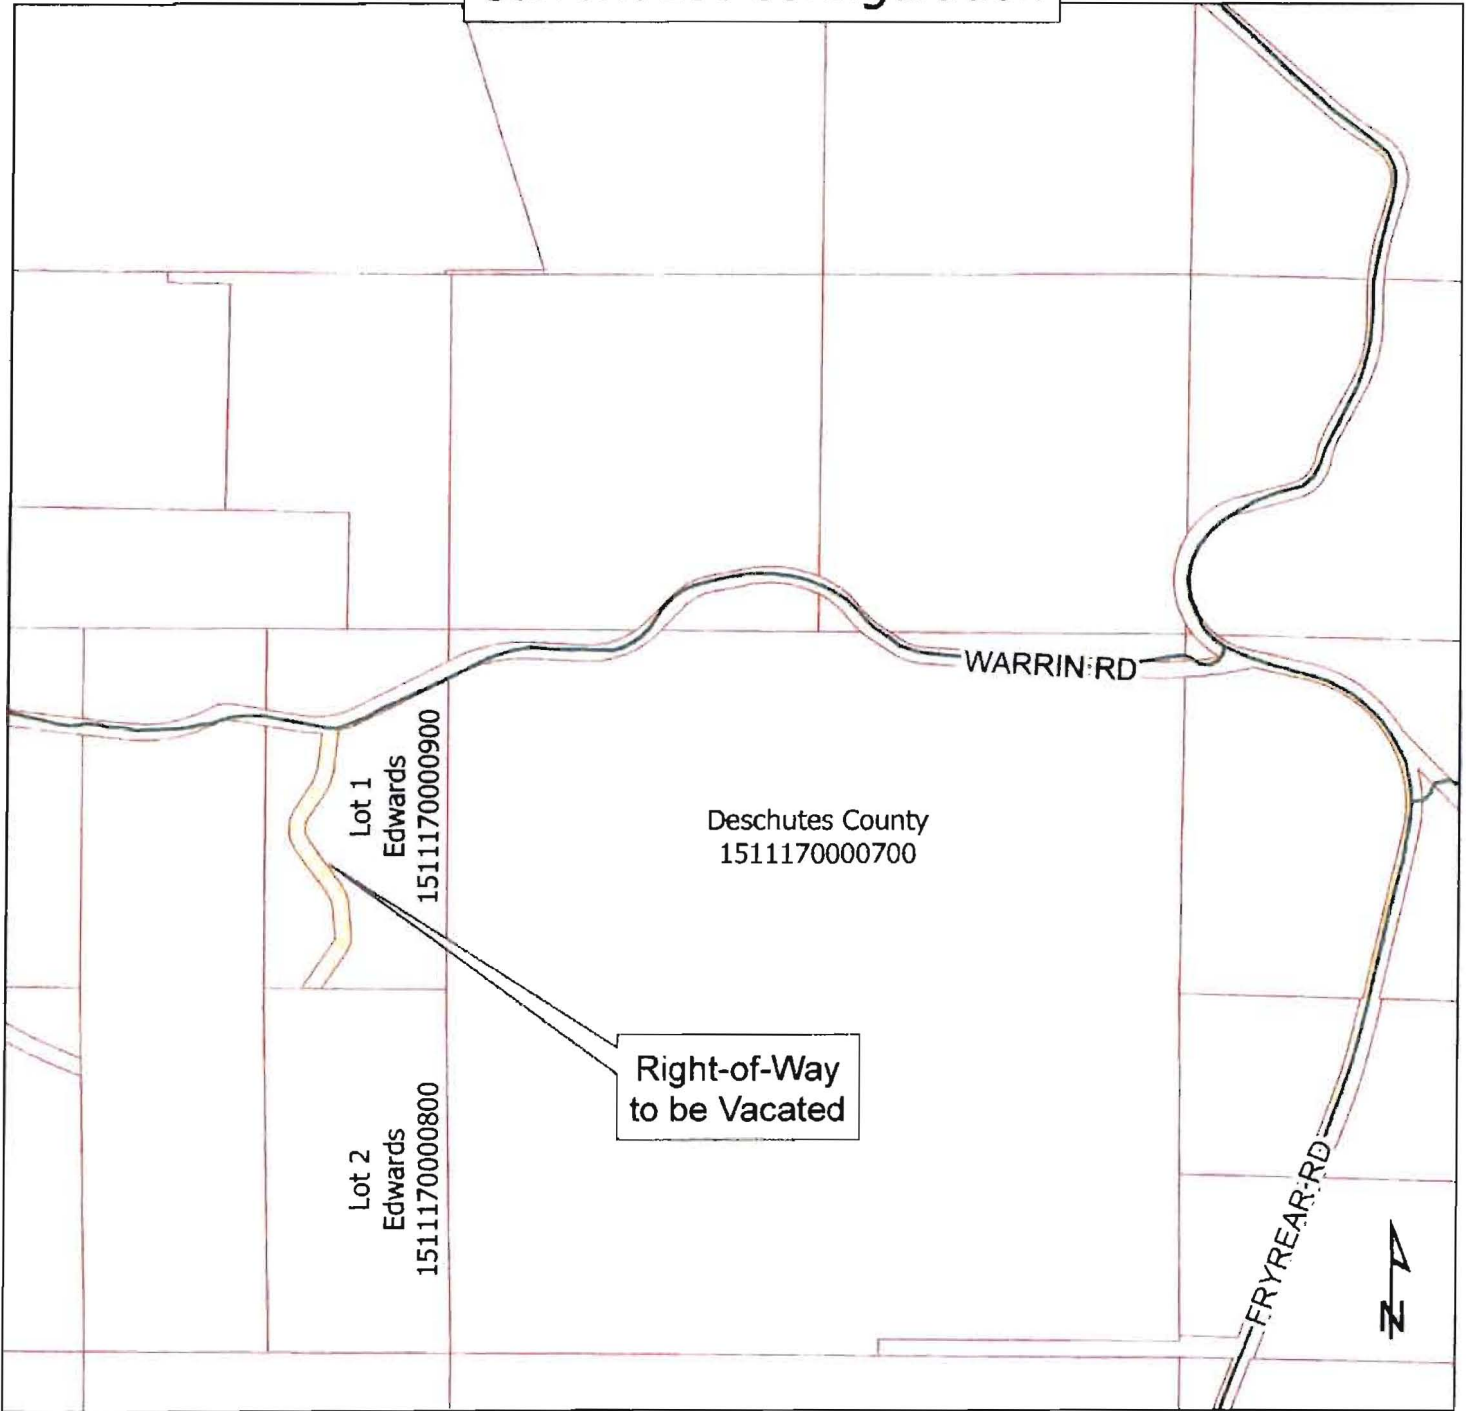 WARRIN RD
Lot 1
Edwards
1511170000900
Deschutes County
1511170000700
Right-of-Way
to be Vacated
Lot 2
Edwards
1511170000800
FRYREAR RD
N